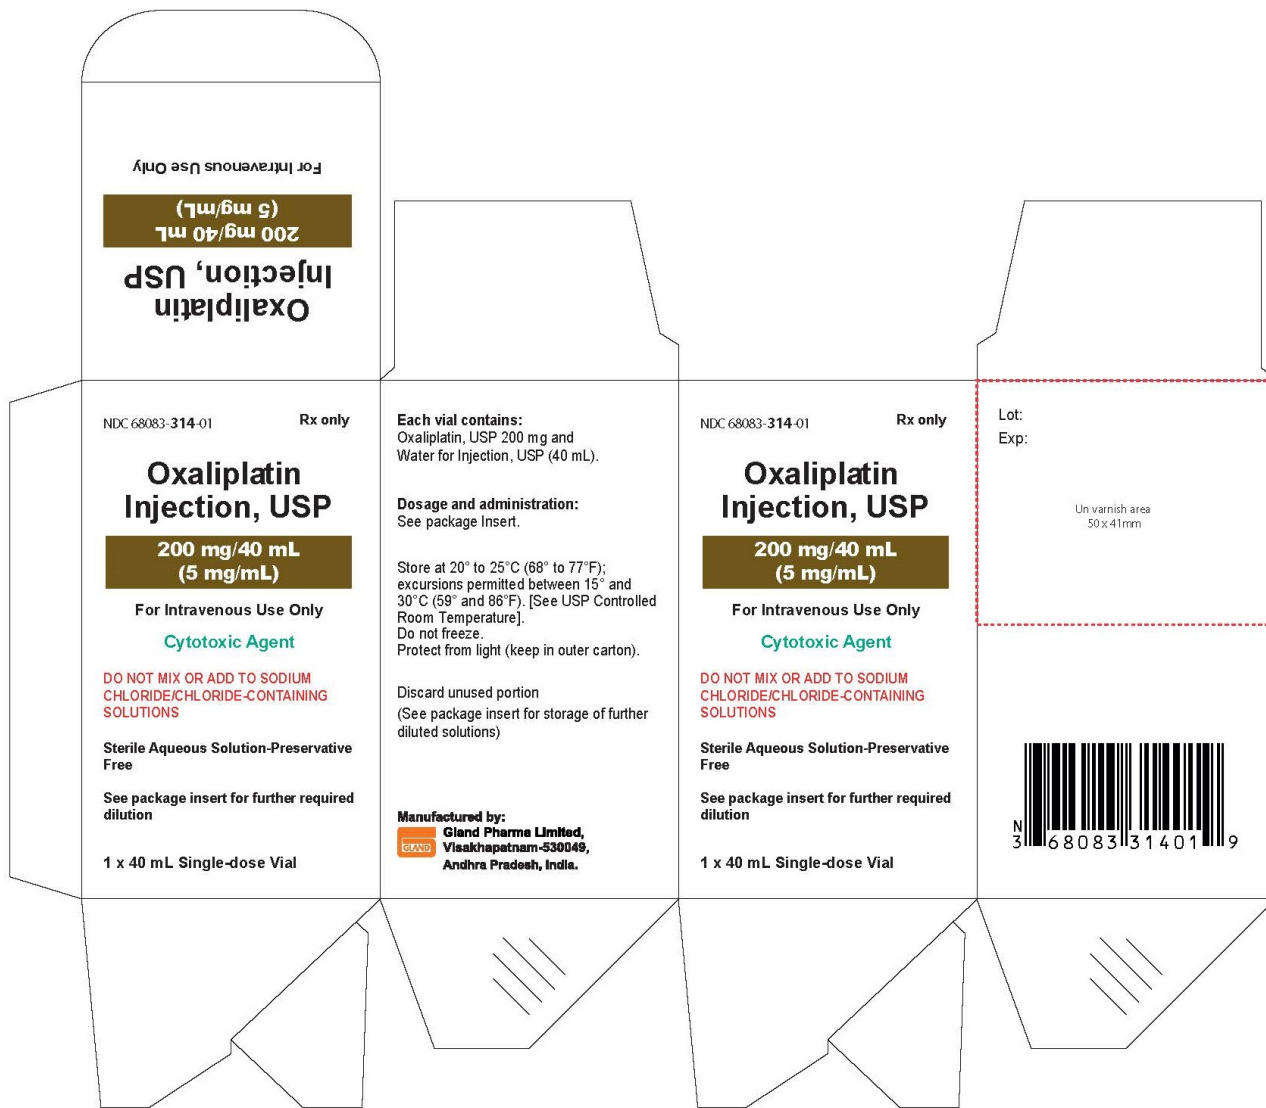 For Intravenous Use Only
200 mg/40 mL
(5 mg/mL)
Oxaliplatin
Injection, USP
NDC 68083-314-01
Rx only
Oxaliplatin
Injection, USP
200 mg/40 mL
(5 mg/mL)
For Intravenous Use Only
Cytotoxic Agent
DO NOT MIX OR ADD TO SODIUM
CHLORIDE/CHLORIDE-CONTAINING
SOLUTIONS
Sterile Aqueous Solution-Preservative
Free
See package insert for further required
dilution
1 x 40 mL Single-dose Vial
Each vial contains:
Oxaliplatin, USP 200 mg and
Water for Injection, USP (40 mL).
Dosage and administration:
See package Insert.
Store at 20° to 25°C (68° to 77°F);
excursions permitted between 15° and
30°C (59° and 86°F). [See USP Controlled
Room Temperature].
Do not freeze.
Protect from light (keep in outer carton).
Discard unused portion
(See package insert for storage of further
diluted solutions)
Manufactured by:
GLAND
Gland Pharma Limited,
Visakhapatnam-530049,
Andhra Pradesh, India.
NDC 68083-314-01
Rx only
Oxaliplatin
Injection, USP
200 mg/40 mL
(5 mg/mL)
For Intravenous Use Only
Cytotoxic Agent
DO NOT MIX OR ADD TO SODIUM
CHLORIDE/CHLORIDE-CONTAINING
SOLUTIONS
Sterile Aqueous Solution-Preservative
Free
See package insert for further required
dilution
1 x 40 mL Single-dose Vial
Lot:
Exp:
Un varnish area
50 x 41mm
N
3 68083 31401 9